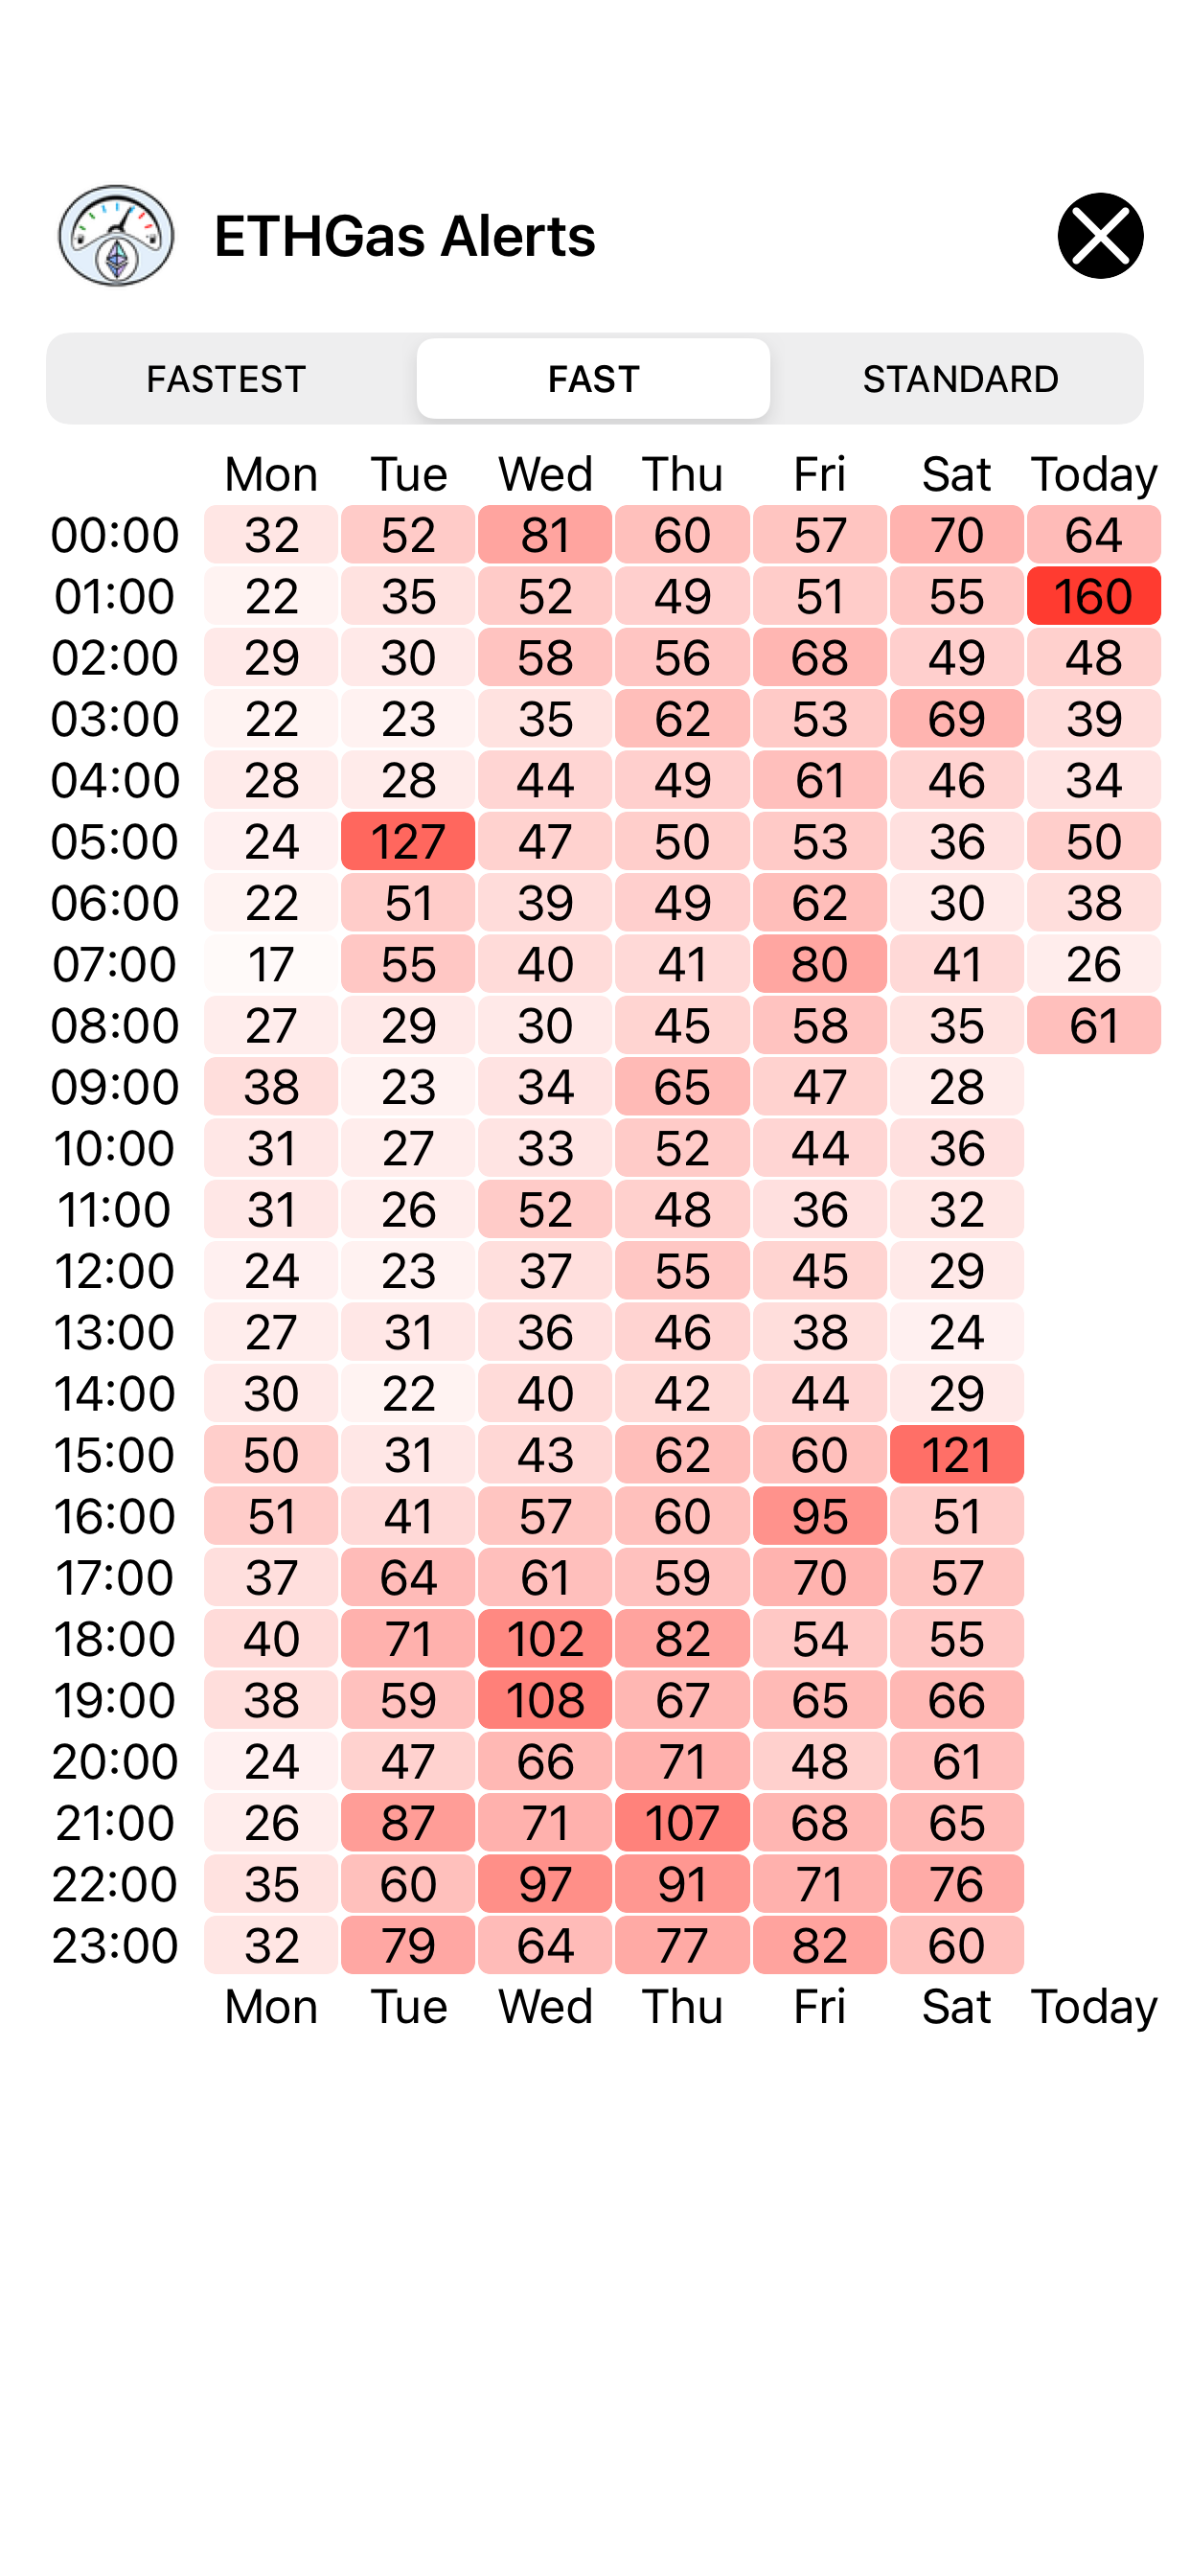 ETHGas Alerts
FASTEST FAST STANDARD
Mon Tue Wed Thu Fri Sat Today
00:00 32 52 81 60 57 70 64
01:00 22 35 52 49 51 55 160
02:00 29 30 58 56 68 49 48
03:00 22 23 35 62 53 69 39
04:00 28 28 44 49 61 46 34
05:00 24 127 47 50 53 36 50
06:00 22 51 39 49 62 30 38
07:00 17 55 40 41 80 41 26
08:00 27 29 30 45 58 35 61
09:00 38 23 34 65 47 28
10:00 31 27 33 52 44 36
11:00 31 26 52 48 36 32
12:00 24 23 37 55 45 29
13:00 27 31 36 46 38 24
14:00 30 22 40 42 44 29
15:00 50 31 43 62 60 121
16:00 51 41 57 60 95 51
17:00 37 64 61 59 70 57
18:00 40 71 102 82 54 55
19:00 38 59 108 67 65 66
20:00 24 47 66 71 48 61
21:00 26 87 71 107 68 65
22:00 35 60 97 91 71 76
23:00 32 79 64 77 82 60
Mon Tue Wed Thu Fri Sat Today